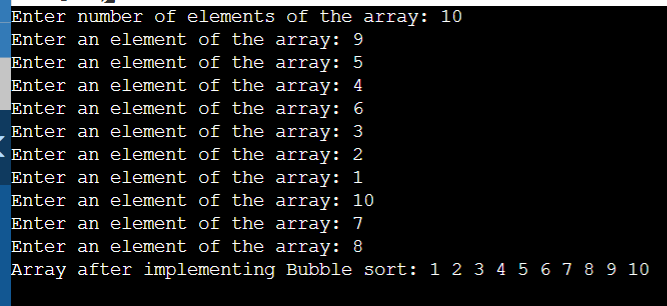 Enter number of elements of the array: 10
Enter an element of the array: 9
Enter an element of the array: 5
Enter an element of the array: 4
Enter an element of the array: 6
Enter an element of the array: 3
Enter an element of the array: 2
Enter an element of the array: 1
Enter an element of the array: 10
Enter an element of the array: 7
Enter an element of the array: 8
Array after implementing Bubble sort: 1 2 3 4 5 6 7 8 9 10